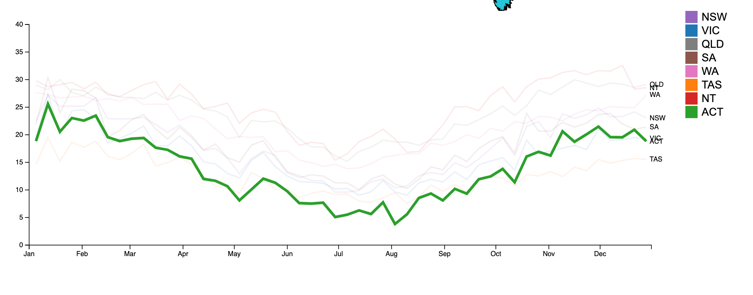 40
35
30
25
20
15
10
5
0
Jan Feb Mar Apr May Jun Jul Aug Sep Oct Nov Dec
QLD
NT
WA
NSW
SA
VIC
ACT
TAS
NSW
VIC
QLD
SA
WA
TAS
NT
ACT